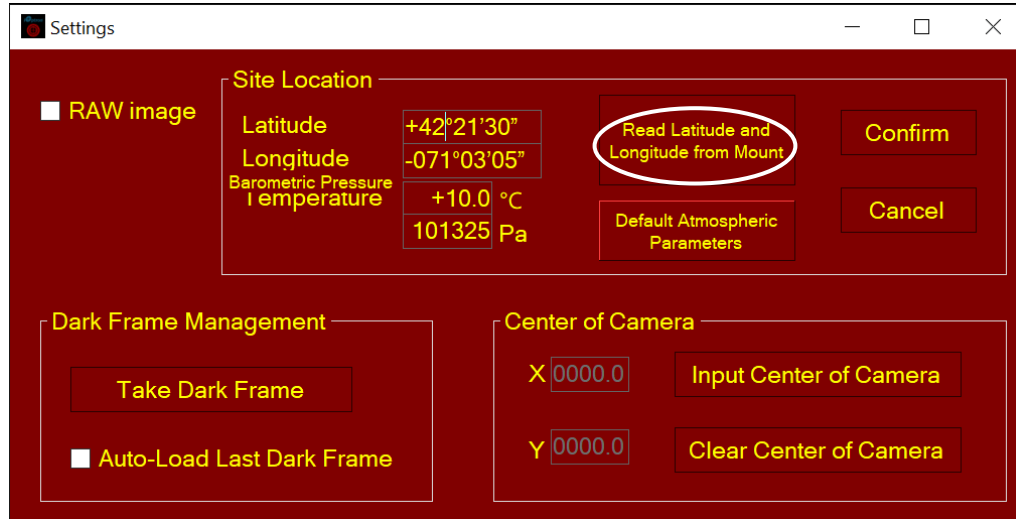 Settings
RAW image
Site Location
Latitude +42°21'30”
Longitude -071°03'05”
Barometric Pressure
Temperature +10.0 °C
101325 Pa
Read Latitude and
Longitude from Mount
Default Atmospheric
Parameters
Confirm
Cancel
Dark Frame Management
Take Dark Frame
Auto-Load Last Dark Frame
Center of Camera
X 0000.0 Input Center of Camera
Y 0000.0 Clear Center of Camera